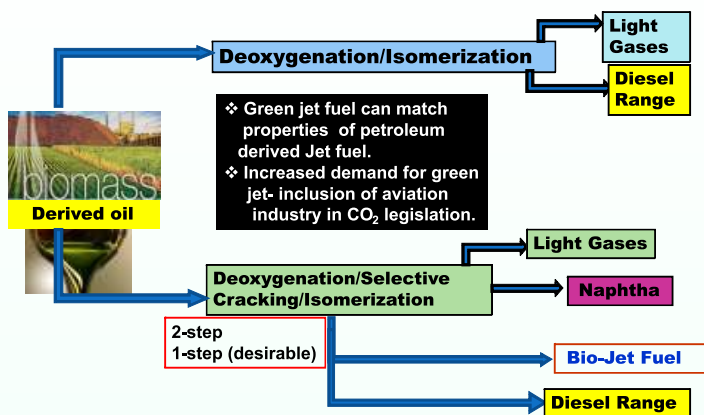 Deoxygenation/Isomerization
Light
Gases
Diesel
Range
❖ Green jet fuel can match
properties of petroleum
derived Jet fuel.
❖ Increased demand for green
jet- inclusion of aviation
industry in CO₂ legislation.
biomass
Derived oil
Deoxygenation/Selective
Cracking/Isomerization
Light Gases
Naphtha
2-step
1-step (desirable)
Bio-Jet Fuel
Diesel Range